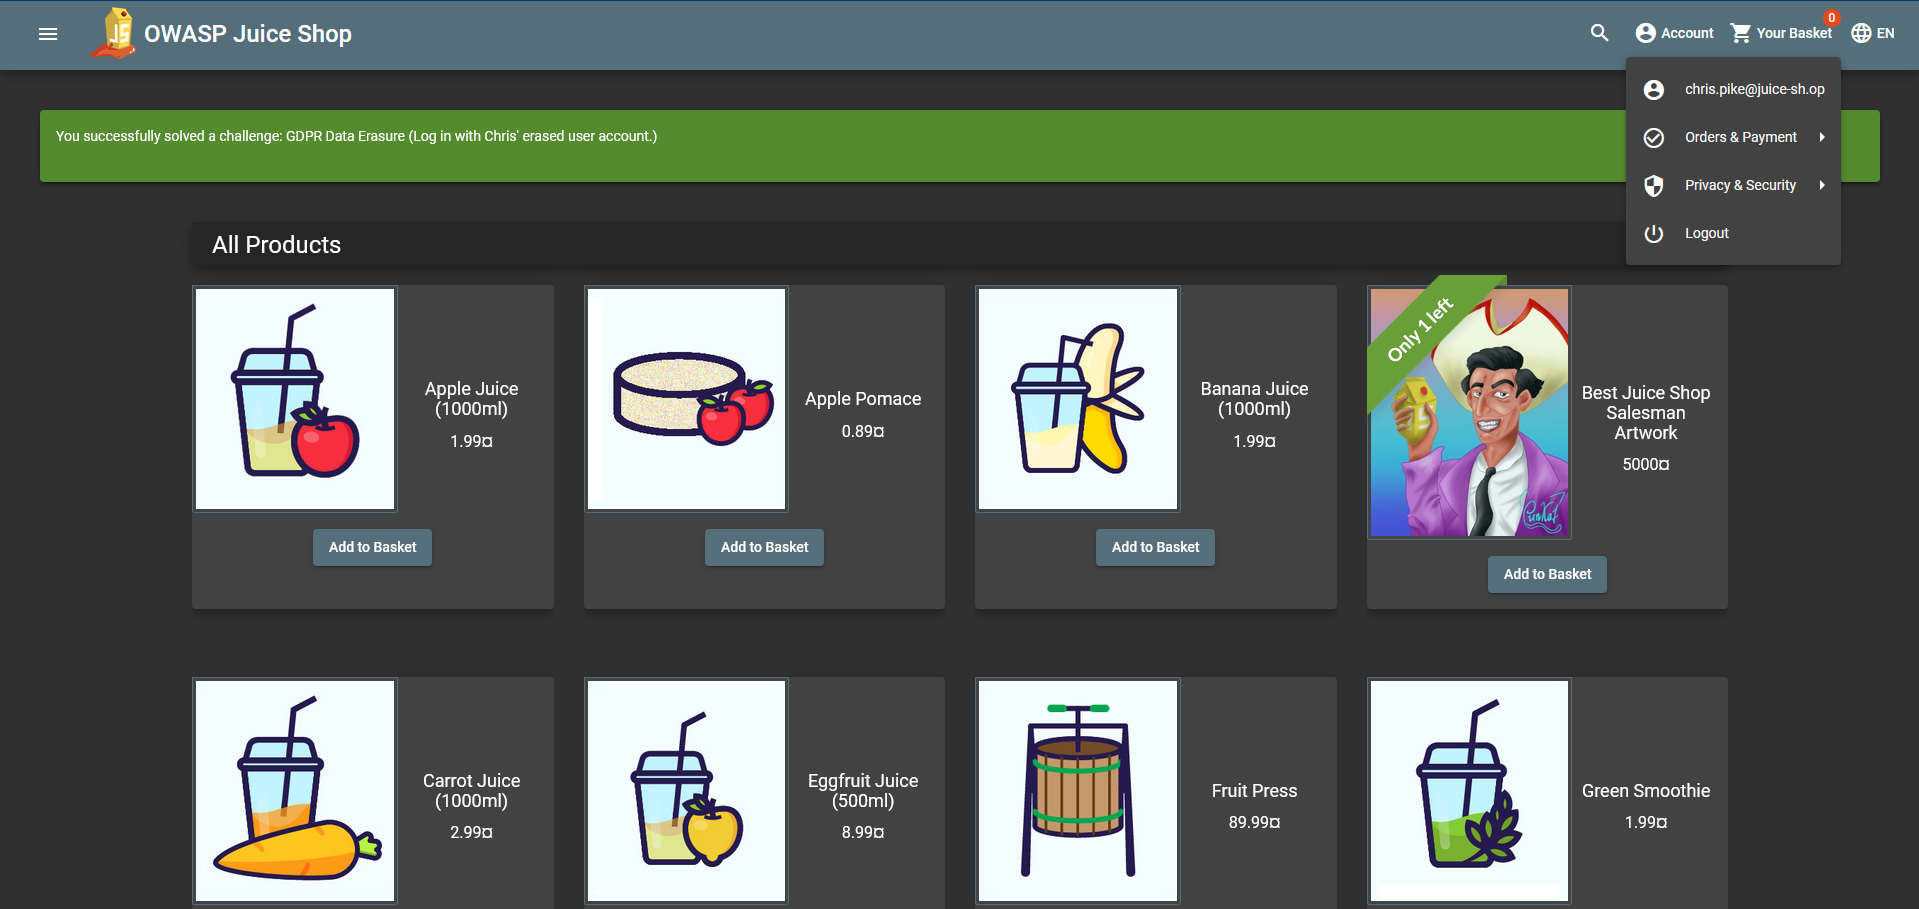 OWASP Juice Shop
Account
Your Basket
0
EN
chris.pike@juice-sh.op
Orders & Payment
Privacy & Security
Logout
You successfully solved a challenge: GDPR Data Erasure (Log in with Chris' erased user account.)
All Products
Apple Juice
(1000ml)
1.99¤
Add to Basket
Apple Pomace
0.89¤
Add to Basket
Banana Juice
(1000ml)
1.99¤
Add to Basket
Only 1 left
Best Juice Shop
Salesman
Artwork
5000¤
Add to Basket
Carrot Juice
(1000ml)
2.99¤
Eggfruit Juice
(500ml)
8.99¤
Fruit Press
89.99¤
Green Smoothie
1.99¤